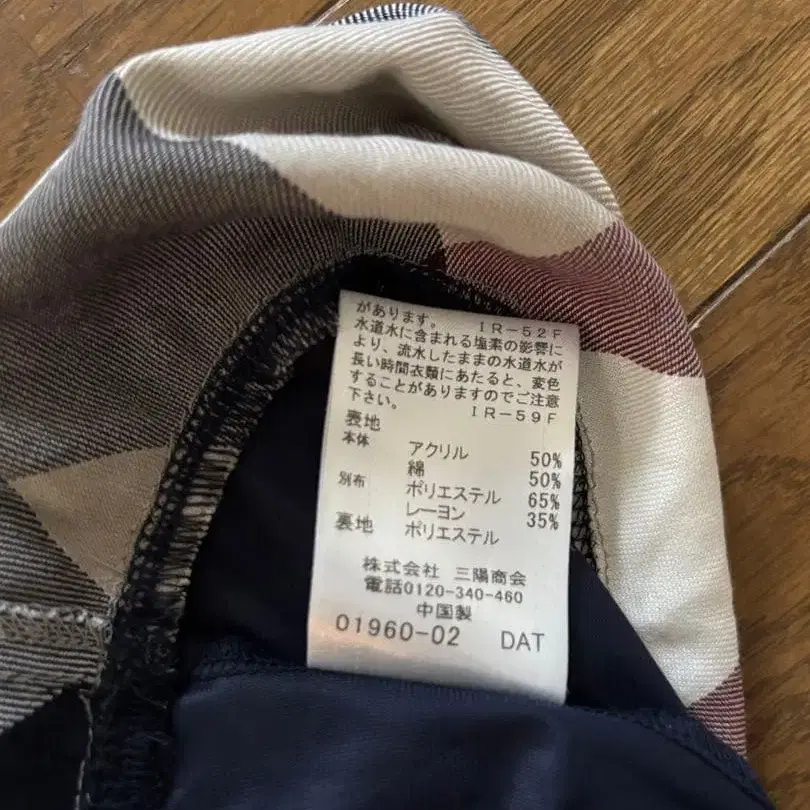 があります。 IR-52F
水道水に含まれる塩素の影響に
より、流水したままの水道水が
長い時間衣類にあたると、変色
することがありますのでご注意
下さい。 IR-59F
表地
本体 アクリル 50%
綿 50%
別布 ポリエステル 65%
レーヨン 35%
裏地 ポリエステル
株式会社 三陽商会
電話0120-340-460
中国製
01960-02 DAT